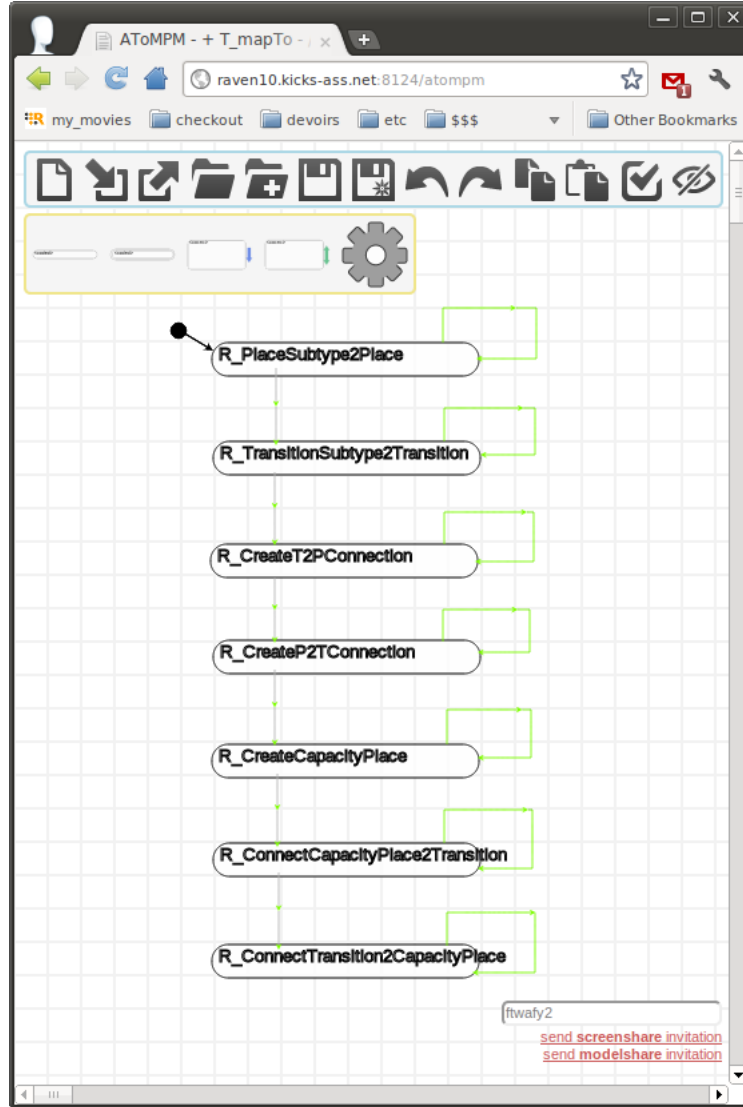 AToMPM - + T_mapTo - /
raven10.kicks-ass.net:8124/atompm
1
my_movies checkout devoirs etc $$$ Other Bookmarks
R_PlaceSubtype2Place
R_TransitionSubtype2Transition
R_CreateT2PConnection
R_CreateP2TConnection
R_CreateCapacityPlace
R_ConnectCapacityPlace2Transition
R_ConnectTransition2CapacityPlace
ftwafy2
send screenshare invitation
send modelshare invitation